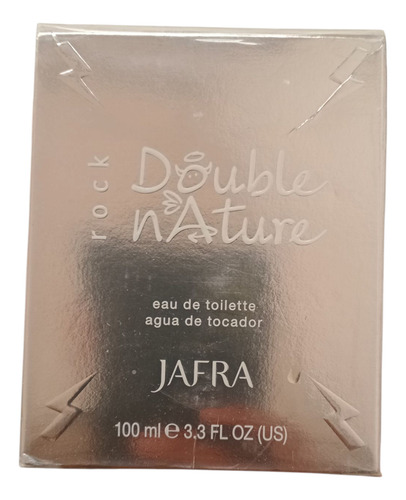 rock
Double
nAture
eau de toilette
agua de tocador
JAFRA
100 ml e 3.3 FL OZ (US)